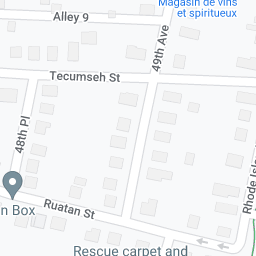 Magasin de vins
et spiritueux
Alley 9
49th Ave
Tecumseh St
48th Pl
n Box
Ruatan St
Rhode Isla
Rescue carpet and